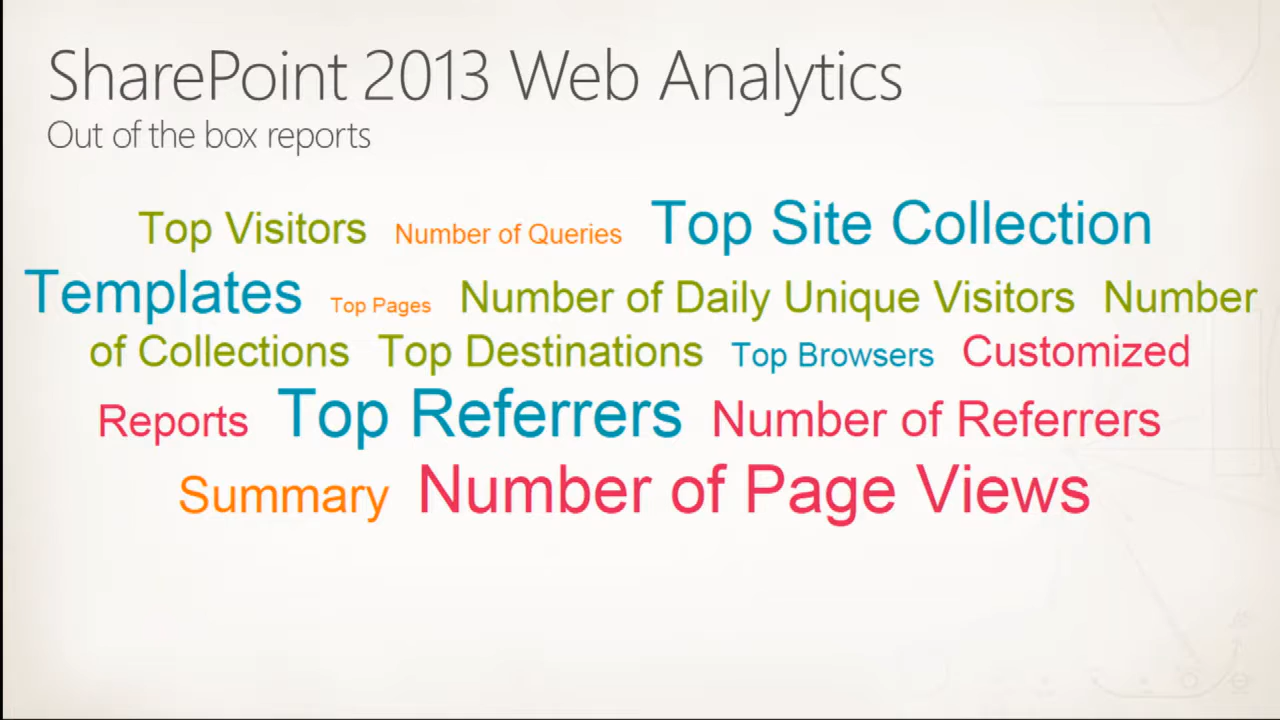 SharePoint 2013 Web Analytics
Out of the box reports
Top Visitors Number of Queries Top Site Collection
Templates Top Pages Number of Daily Unique Visitors Number
of Collections Top Destinations Top Browsers Customized
Reports Top Referrers Number of Referrers
Summary Number of Page Views